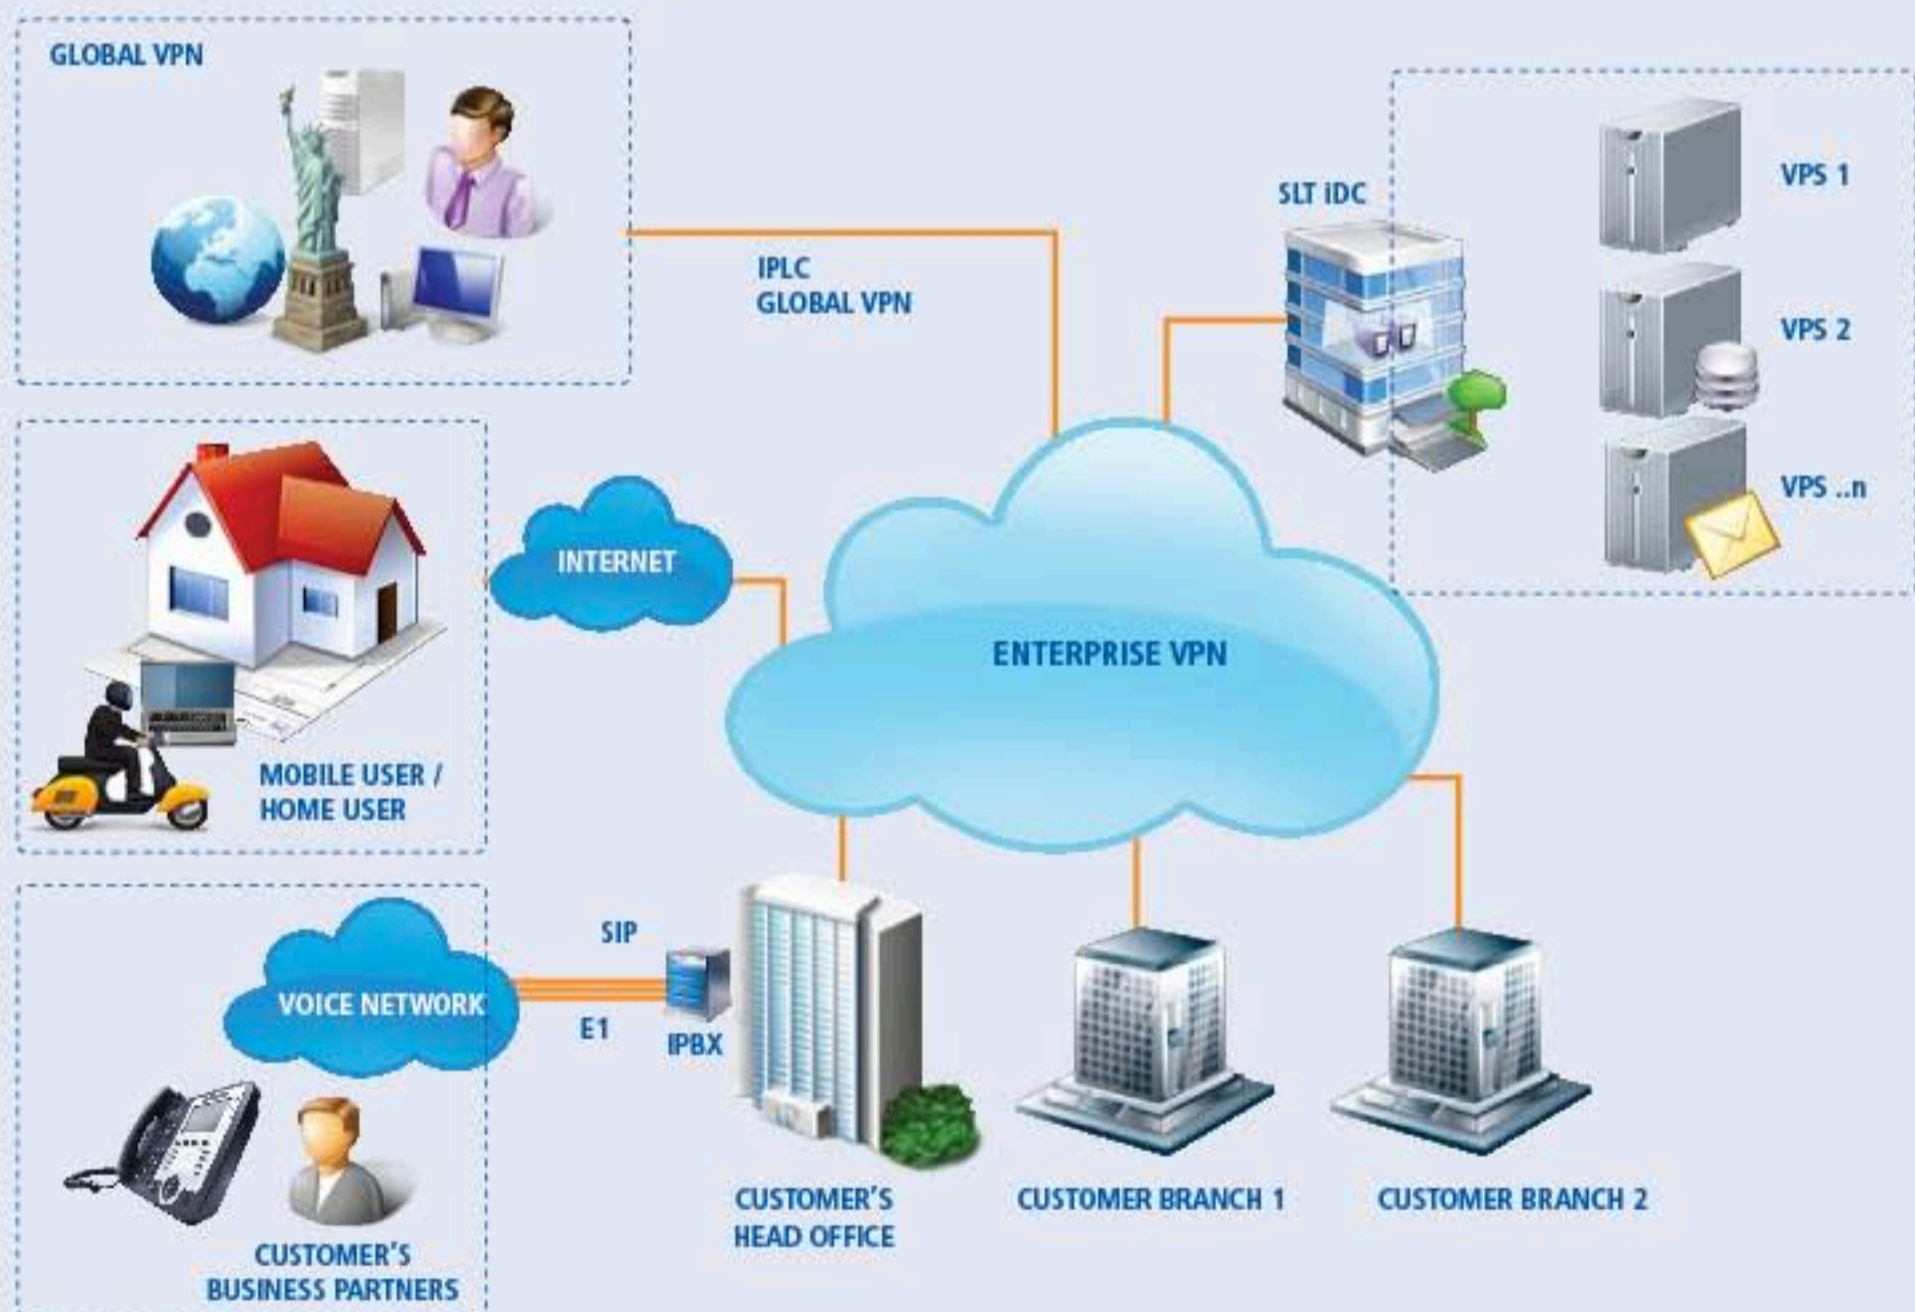 GLOBAL VPN
IPLC
GLOBAL VPN
SLT iDC
VPS 1
VPS 2
VPS ..n
INTERNET
ENTERPRISE VPN
MOBILE USER /
HOME USER
VOICE NETWORK
SIP
E1
IPBX
CUSTOMER'S
BUSINESS PARTNERS
CUSTOMER'S
HEAD OFFICE
CUSTOMER BRANCH 1
CUSTOMER BRANCH 2